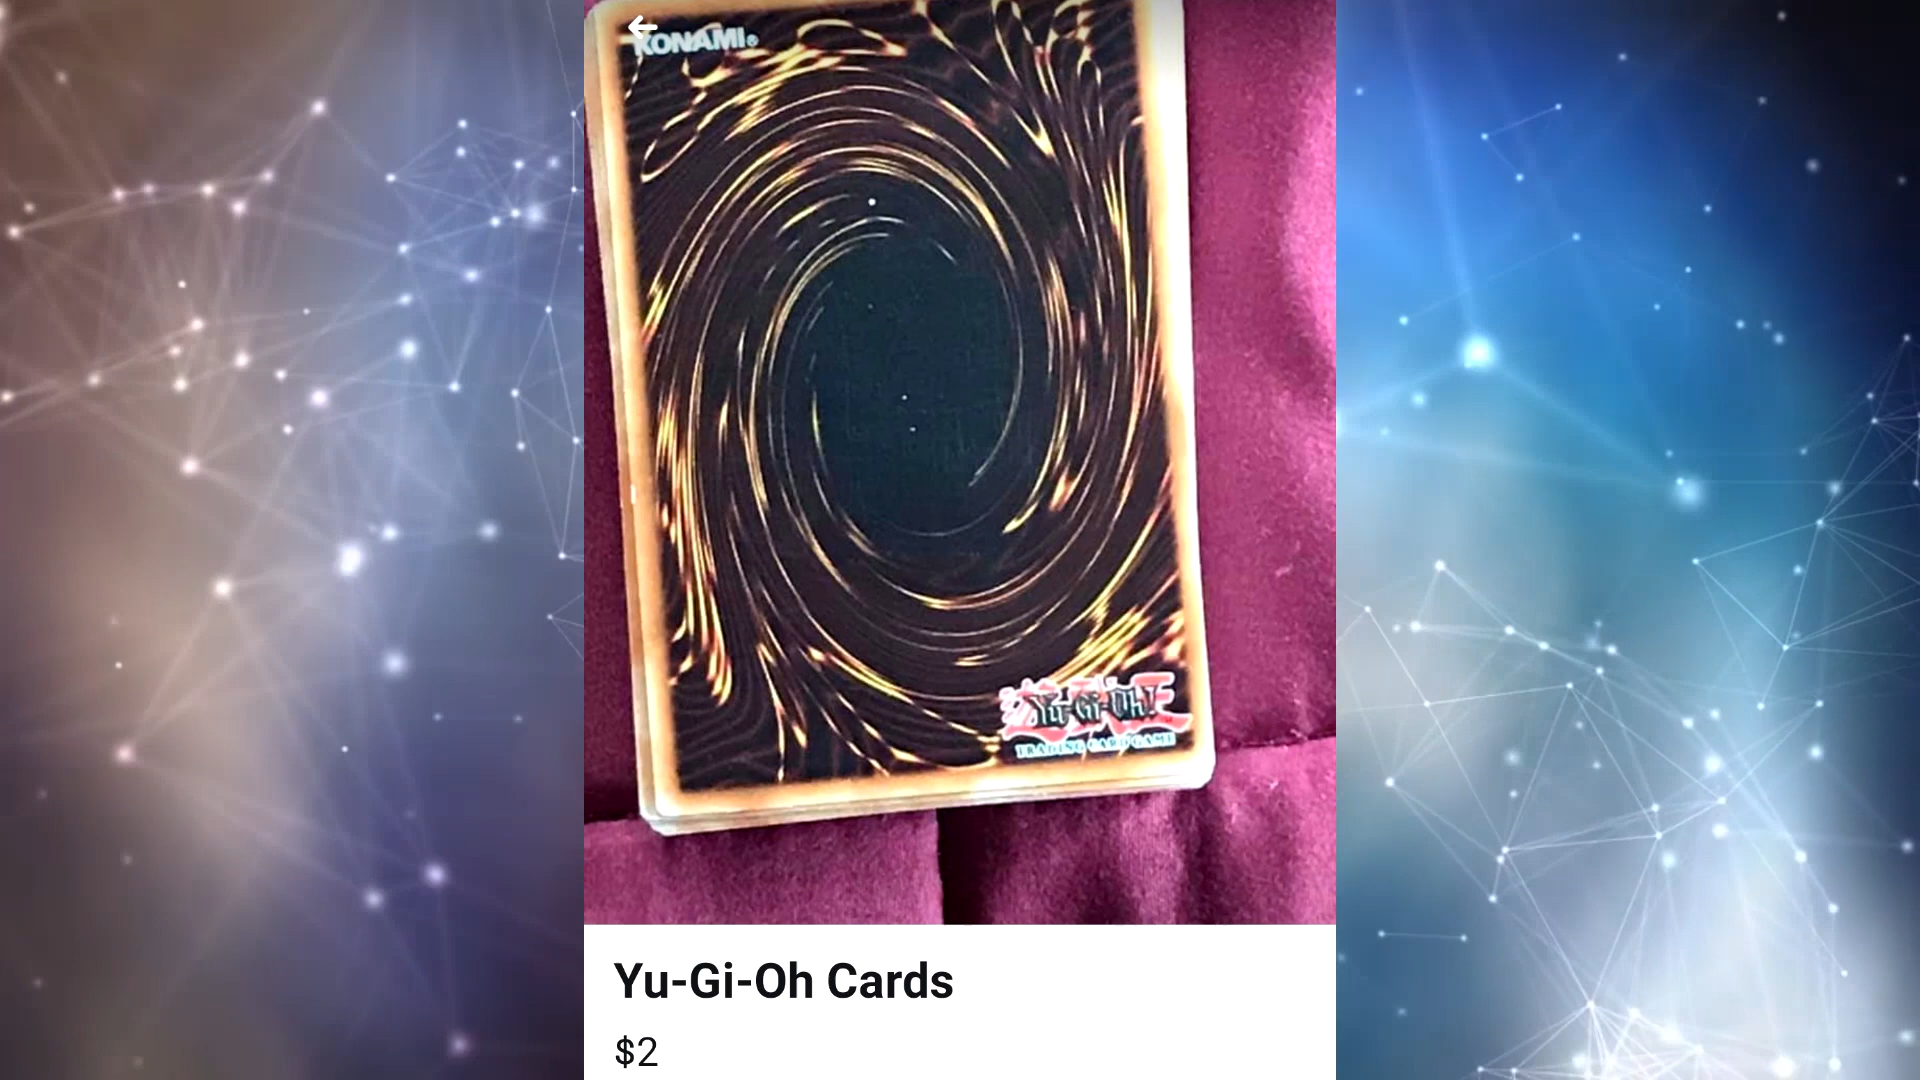 KONAMI®
Yu-Gi-Oh!
TRADING CARD GAME
Yu-Gi-Oh Cards
$2